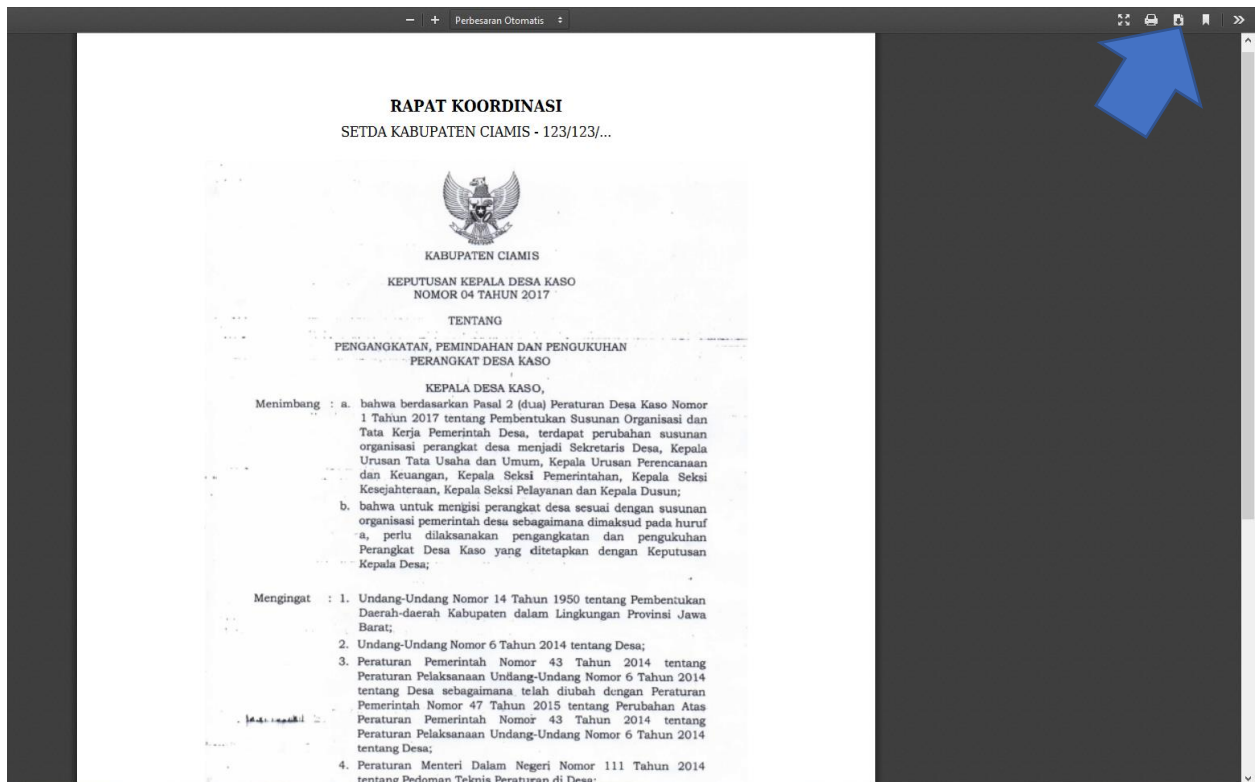 Perbesaran Otomatis
RAPAT KOORDINASI
SETDA KABUPATEN CIAMIS - 123/123/...
KABUPATEN CIAMIS
KEPUTUSAN KEPALA DESA KASO
NOMOR 04 TAHUN 2017
TENTANG
PENGANGKATAN, PEMINDAHAN DAN PENGUKUHAN
PERANGKAT DESA KASO
KEPALA DESA KASO,
Menimbang : a. bahwa berdasarkan Pasal 2 (dua) Peraturan Desa Kaso Nomor
1 Tahun 2017 tentang Pembentukan Susunan Organisasi dan
Tata Kerja Pemerintah Desa, terdapat perubahan susunan
organisasi perangkat desa menjadi Sekretaris Desa, Kepala
Urusan Tata Usaha dan Umum, Kepala Urusan Perencanaan
dan Keuangan, Kepala Seksi Pemerintahan, Kepala Seksi
Kesejahteraan, Kepala Seksi Pelayanan dan Kepala Dusun;
b. bahwa untuk mengisi perangkat desa sesuai dengan susunan
organisasi pemerintah desa sebagaimana dimaksud pada huruf
a, perlu dilaksanakan pengangkatan dan pengukuhan
Perangkat Desa Kaso yang ditetapkan dengan Keputusan
Kepala Desa;
Mengingat : 1. Undang-Undang Nomor 14 Tahun 1950 tentang Pembentukan
Daerah-daerah Kabupaten dalam Lingkungan Provinsi Jawa
Barat;
2. Undang-Undang Nomor 6 Tahun 2014 tentang Desa;
3. Peraturan Pemerintah Nomor 43 Tahun 2014 tentang
Peraturan Pelaksanaan Undang-Undang Nomor 6 Tahun 2014
tentang Desa sebagaimana telah diubah dengan Peraturan
Pemerintah Nomor 47 Tahun 2015 tentang Perubahan Atas
Peraturan Pemerintah Nomor 43 Tahun 2014 tentang
Peraturan Pelaksanaan Undang-Undang Nomor 6 Tahun 2014
tentang Desa;
4. Peraturan Menteri Dalam Negeri Nomor 111 Tahun 2014
tentang Pedoman Teknis Peraturan di Desa;